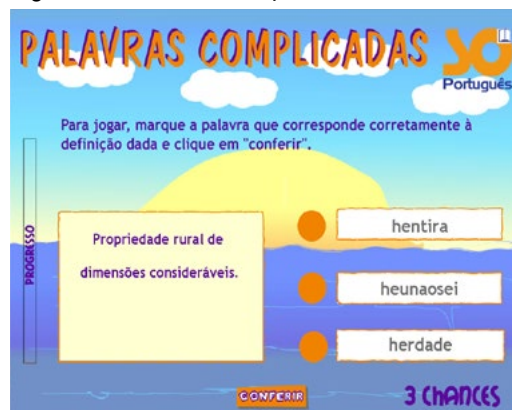 PALAVRAS COMPLICADAS
SÓ
Português
Para jogar, marque a palavra que corresponde corretamente à
definição dada e clique em "conferir".
PROGRESSO
Propriedade rural de
dimensões consideráveis.
hentira
heunaosei
herdade
CONFERIR
3 CHANCES